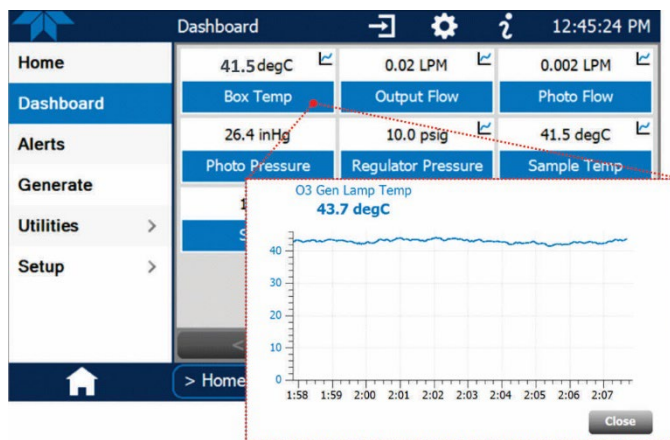 Dashboard 12:45:24 PM
Home
Dashboard
Alerts
Generate
Utilities >
Setup >
41.5 degC 0.02 LPM 0.002 LPM
Box Temp Output Flow Photo Flow
26.4 inHg 10.0 psig 41.5 degC
Photo Pressure Regulator Pressure Sample Temp
1
S
<
> Home
O3 Gen Lamp Temp
43.7 degC
40
30
20
10
0
1:58 1:59 2:00 2:01 2:02 2:03 2:04 2:05 2:06 2:07
Close